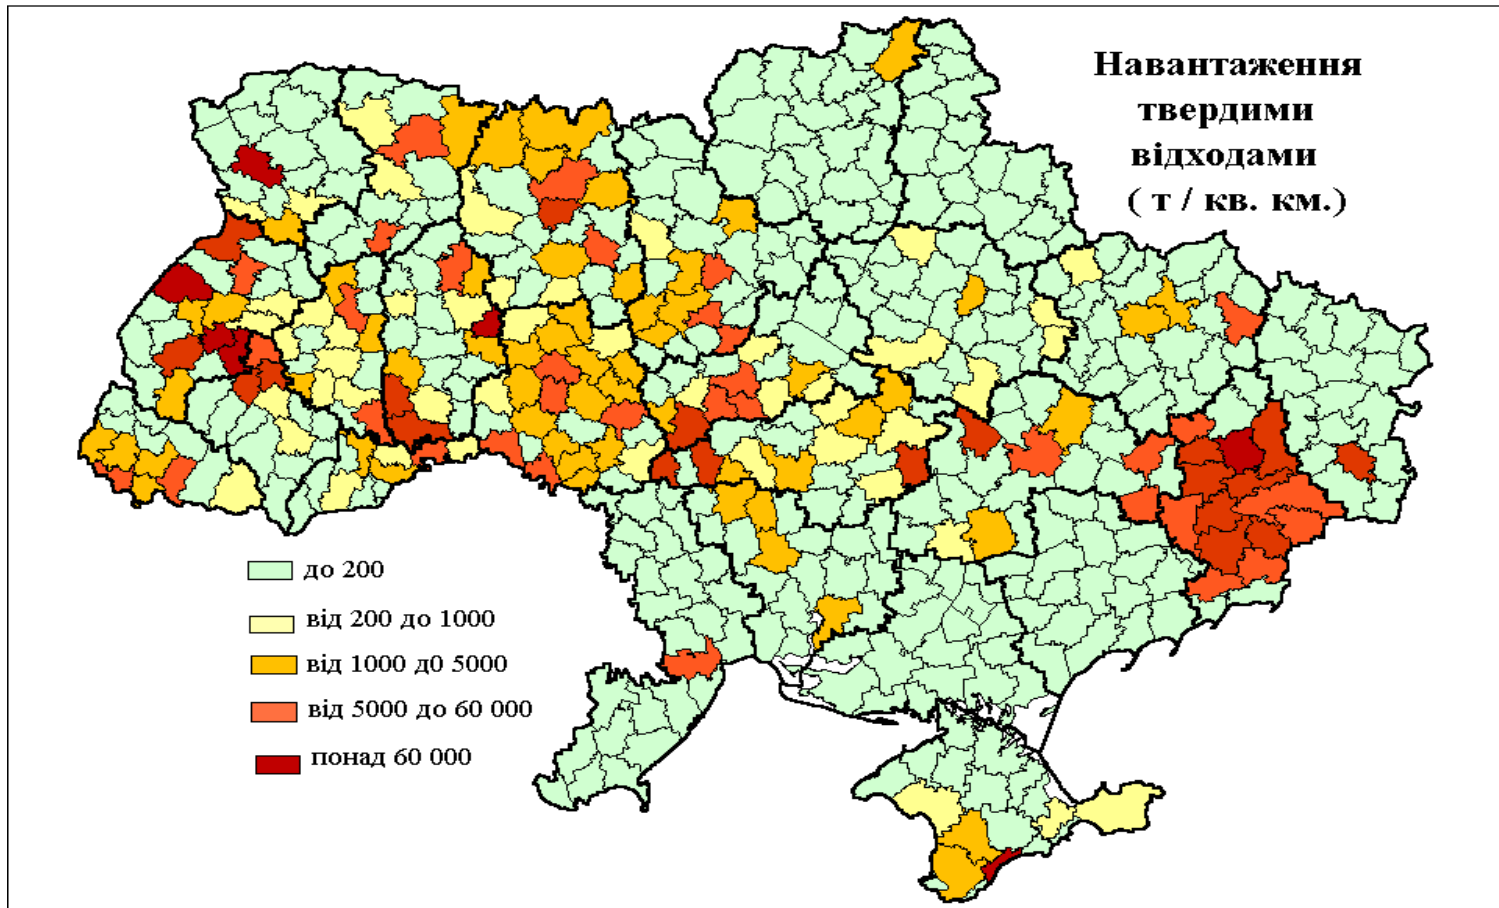 Навантаження
твердими
відходами
( т / кв. км.)
до 200
від 200 до 1000
від 1000 д0 5000
від 5000 до 60 000
понад 60 000